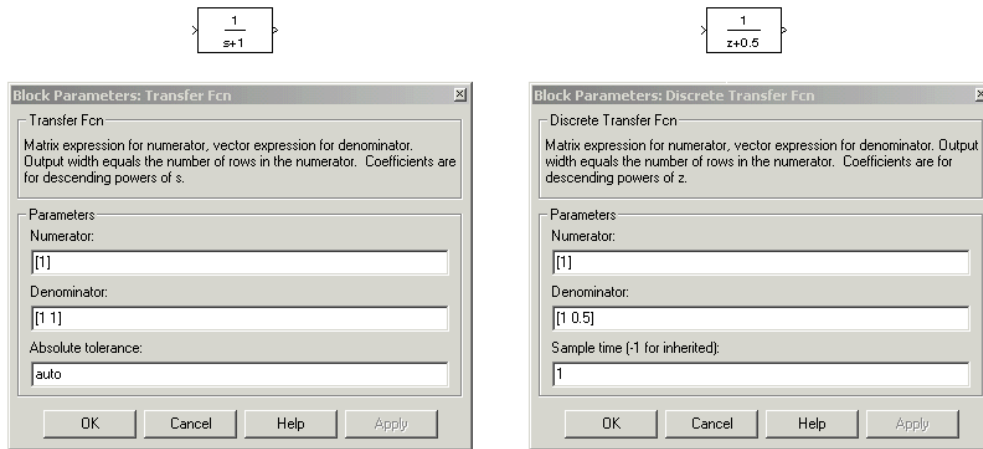 1
s+1
1
z+0.5
Block Parameters: Transfer Fcn
Transfer Fcn
Matrix expression for numerator, vector expression for denominator.
Output width equals the number of rows in the numerator. Coefficients are
for descending powers of s.
Parameters
Numerator:
[1]
Denominator:
[1 1]
Absolute tolerance:
auto
OK Cancel Help Apply
Block Parameters: Discrete Transfer Fcn
Discrete Transfer Fcn
Matrix expression for numerator, vector expression for denominator. Output
width equals the number of rows in the numerator. Coefficients are for
descending powers of z.
Parameters
Numerator:
[1]
Denominator:
[1 0.5]
Sample time (-1 for inherited):
1
OK Cancel Help Apply